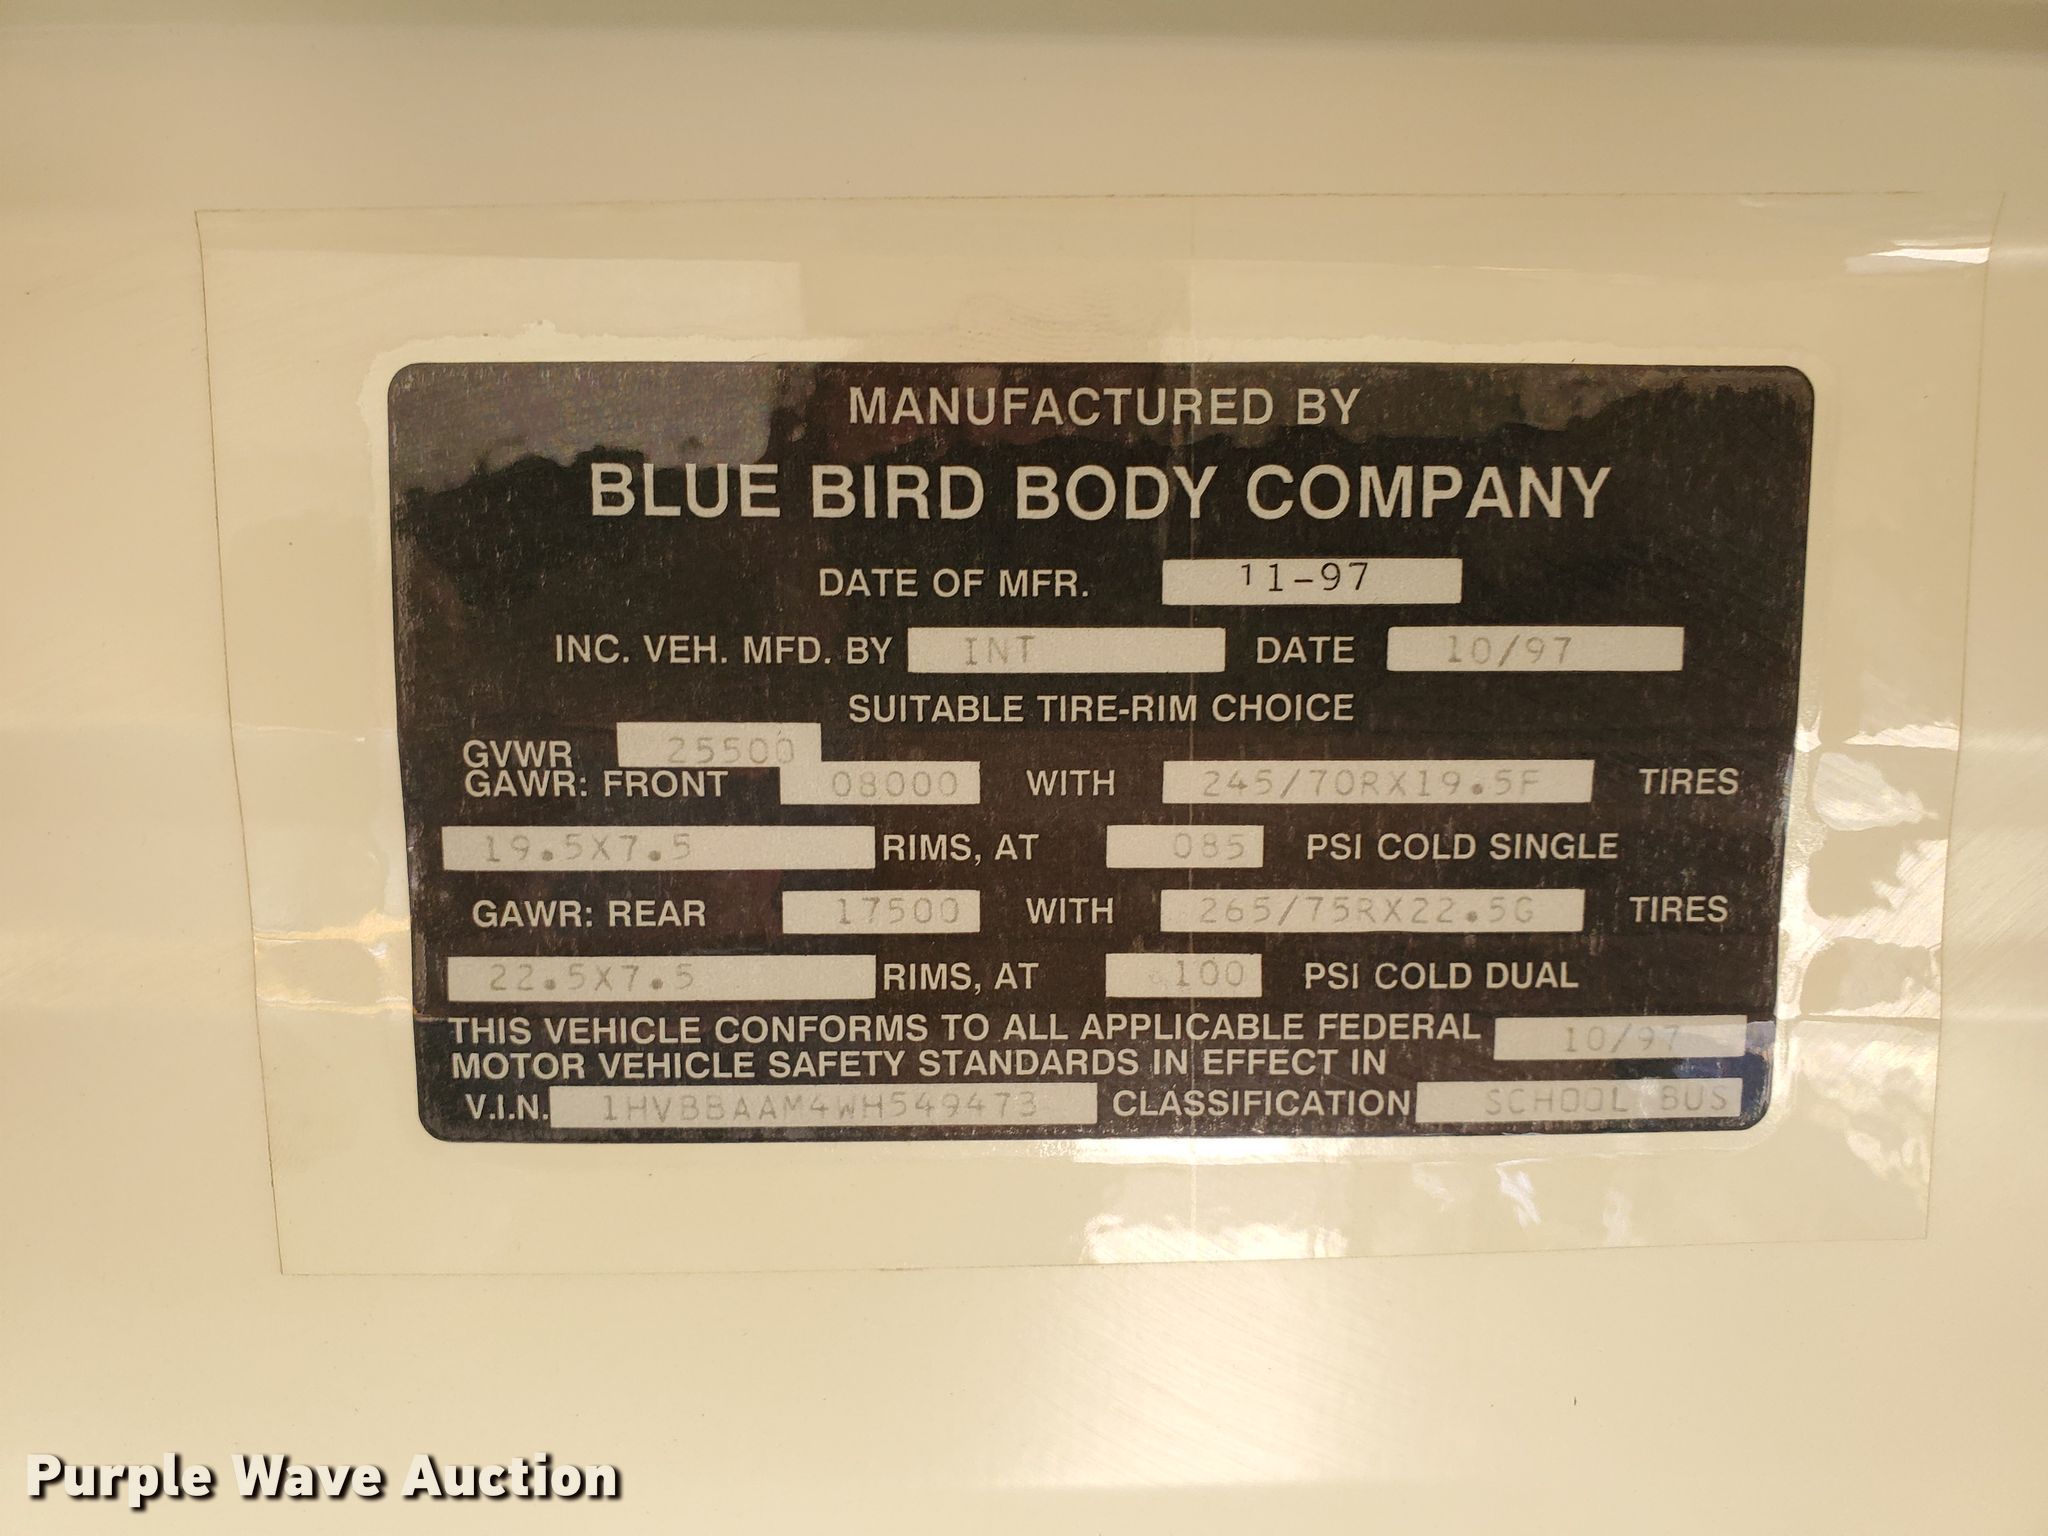 MANUFACTURED BY
BLUE BIRD BODY COMPANY
DATE OF MFR. 11-97
INC. VEH. MFD. BY INT DATE 10/97
SUITABLE TIRE-RIM CHOICE
GVWR 25500
GAWR: FRONT 08000 WITH 245/70RX19.5F TIRES
19.5X7.5 RIMS, AT 085 PSI COLD SINGLE
GAWR: REAR 17500 WITH 265/75RX22.5G TIRES
22.5X7.5 RIMS, AT 100 PSI COLD DUAL
THIS VEHICLE CONFORMS TO ALL APPLICABLE FEDERAL
MOTOR VEHICLE SAFETY STANDARDS IN EFFECT IN 10/97
V.I.N. 1HVBBAAM4WH549473 CLASSIFICATION SCHOOL BUS
Purple Wave Auction